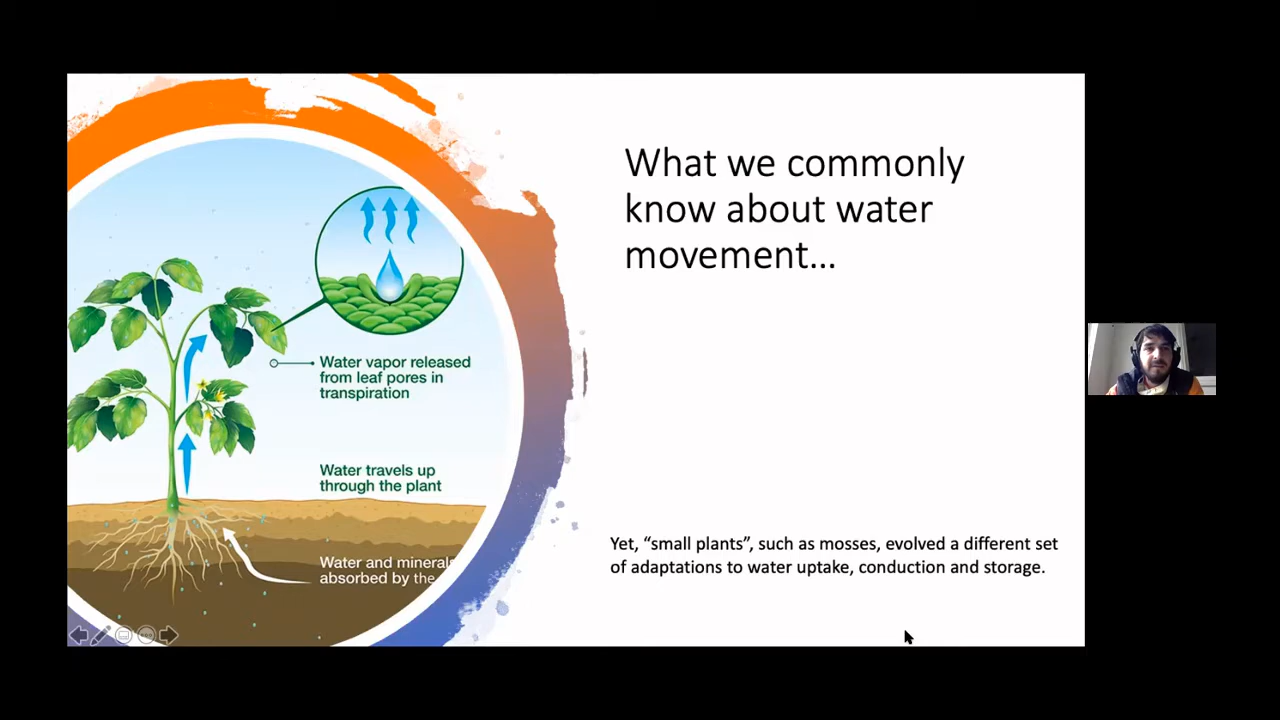 What we commonly
know about water
movement...
Water vapor released
from leaf pores in
transpiration
Water travels up
through the plant
Water and minerals
absorbed by the
Yet, “small plants”, such as mosses, evolved a different set
of adaptations to water uptake, conduction and storage.